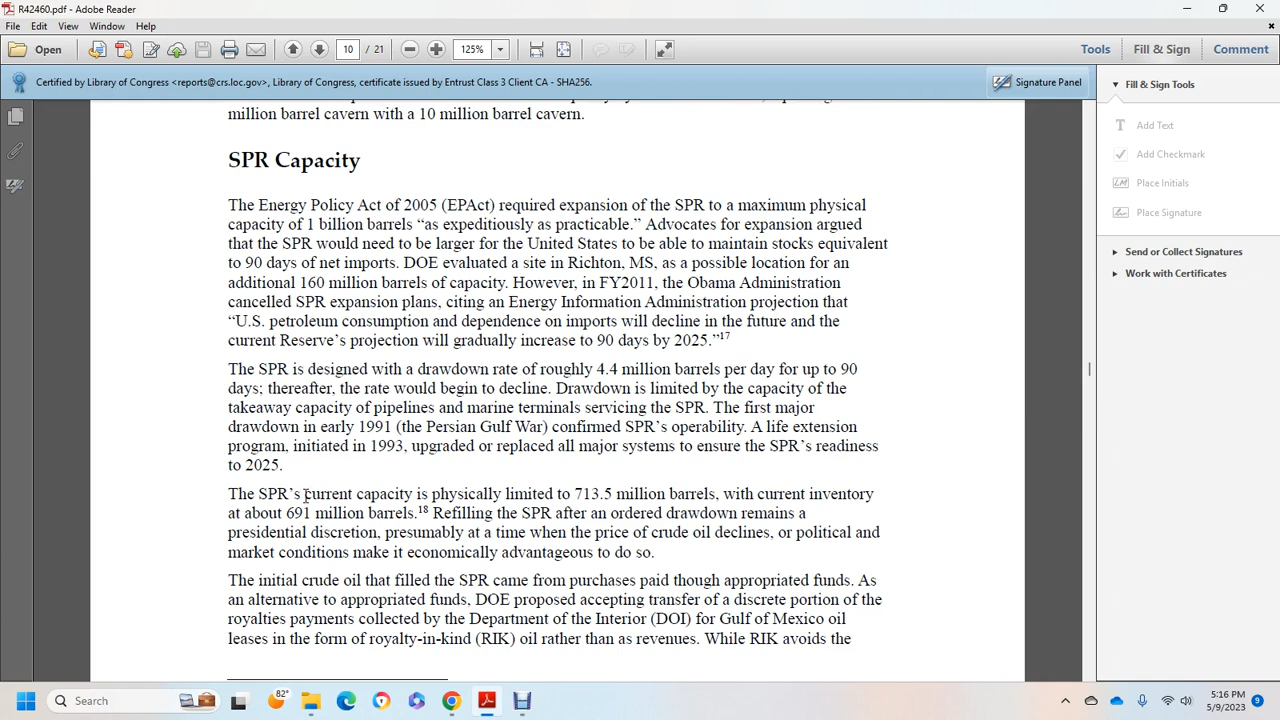 R42460.pdf - Adobe Reader
File Edit View Window Help
Open 10 / 21 125% Tools Fill & Sign Comment
Certified by Library of Congress <reports@crs.loc.gov>, Library of Congress, certificate issued by Entrust Class 3 Client CA - SHA256. Signature Panel
million barrel cavern with a 10 million barrel cavern.
SPR Capacity
The Energy Policy Act of 2005 (EPAct) required expansion of the SPR to a maximum physical
capacity of 1 billion barrels “as expeditiously as practicable.” Advocates for expansion argued
that the SPR would need to be larger for the United States to be able to maintain stocks equivalent
to 90 days of net imports. DOE evaluated a site in Richton, MS, as a possible location for an
additional 160 million barrels of capacity. However, in FY2011, the Obama Administration
cancelled SPR expansion plans, citing an Energy Information Administration projection that
“U.S. petroleum consumption and dependence on imports will decline in the future and the
current Reserve’s projection will gradually increase to 90 days by 2025.”17
The SPR is designed with a drawdown rate of roughly 4.4 million barrels per day for up to 90
days; thereafter, the rate would begin to decline. Drawdown is limited by the capacity of the
takeaway capacity of pipelines and marine terminals servicing the SPR. The first major
drawdown in early 1991 (the Persian Gulf War) confirmed SPR’s operability. A life extension
program, initiated in 1993, upgraded or replaced all major systems to ensure the SPR’s readiness
to 2025.
The SPR’s current capacity is physically limited to 713.5 million barrels, with current inventory
at about 691 million barrels.18 Refilling the SPR after an ordered drawdown remains a
presidential discretion, presumably at a time when the price of crude oil declines, or political and
market conditions make it economically advantageous to do so.
The initial crude oil that filled the SPR came from purchases paid though appropriated funds. As
an alternative to appropriated funds, DOE proposed accepting transfer of a discrete portion of the
royalties payments collected by the Department of the Interior (DOI) for Gulf of Mexico oil
leases in the form of royalty-in-kind (RIK) oil rather than as revenues. While RIK avoids the
Fill & Sign Tools
Add Text
Add Checkmark
Place Initials
Place Signature
Send or Collect Signatures
Work with Certificates
Search
82°
5:16 PM
5/9/2023
9